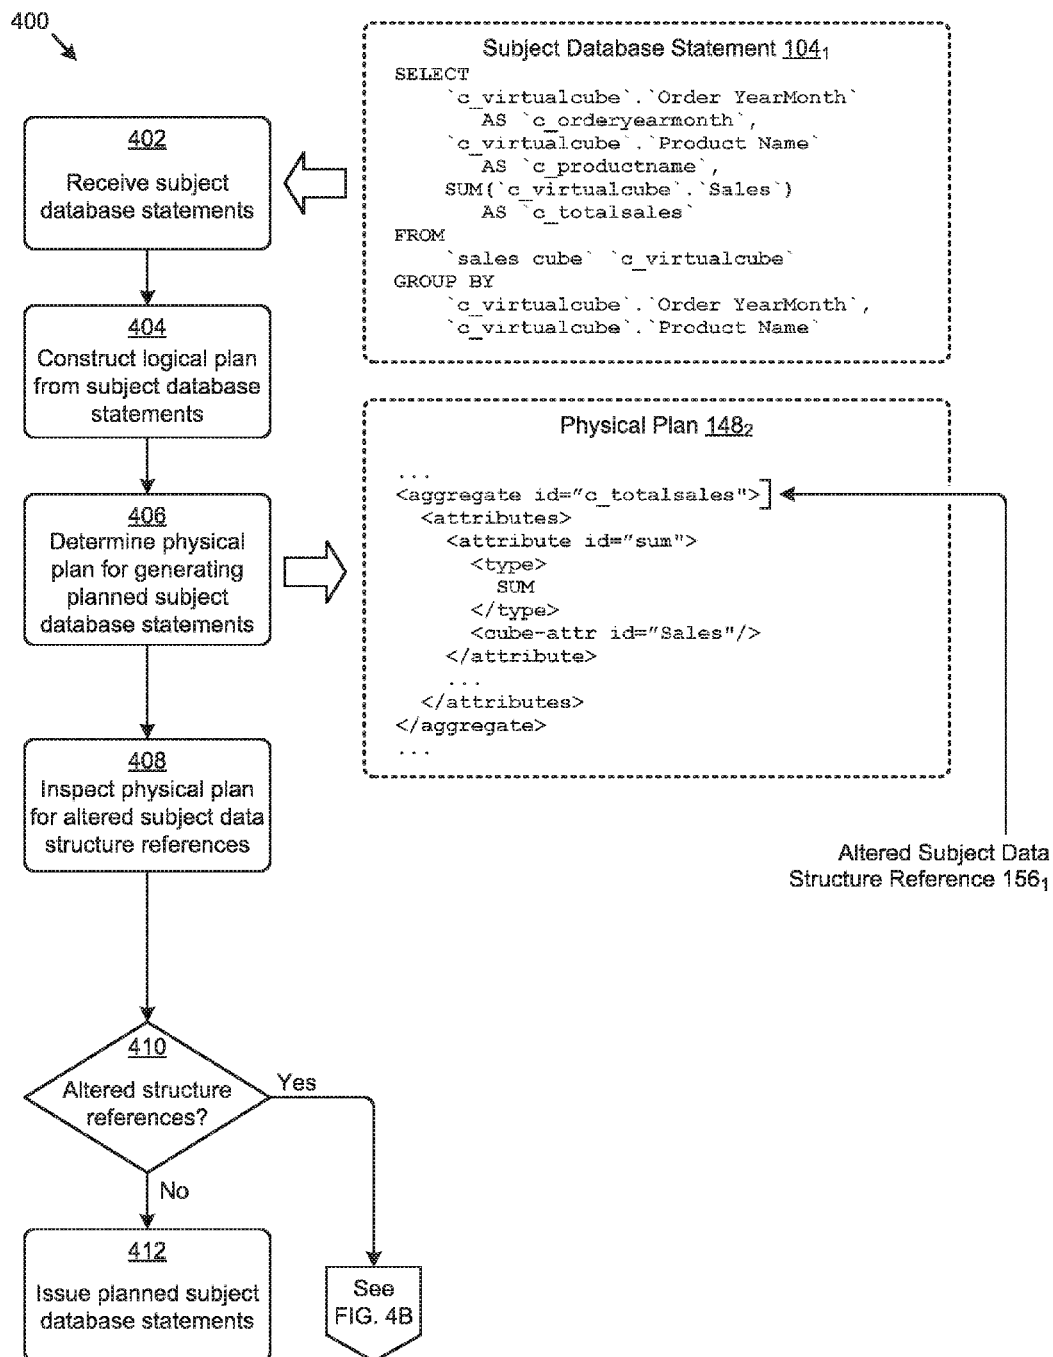 400
Subject Database Statement 104₁
SELECT
`c_virtualcube`.`Order YearMonth`
AS `c_orderyearmonth`,
`c_virtualcube`.`Product Name`
AS `c_productname`,
SUM(`c_virtualcube`.`Sales`)
AS `c_totalsales`
FROM
`sales cube` `c_virtualcube`
GROUP BY
`c_virtualcube`.`Order YearMonth`,
`c_virtualcube`.`Product Name`
402
Receive subject
database statements
404
Construct logical plan
from subject database
statements
406
Determine physical
plan for generating
planned subject
database statements
Physical Plan 148₂
...
<aggregate id="c_totalsales">
<attributes>
<attribute id="sum">
<type>
SUM
</type>
<cube-attr id="Sales"/>
</attribute>
...
</attributes>
</aggregate>
...
408
Inspect physical plan
for altered subject data
structure references
Altered Subject Data
Structure Reference 156₁
410
Altered structure
references?
Yes
No
412
Issue planned subject
database statements
See
FIG. 4B